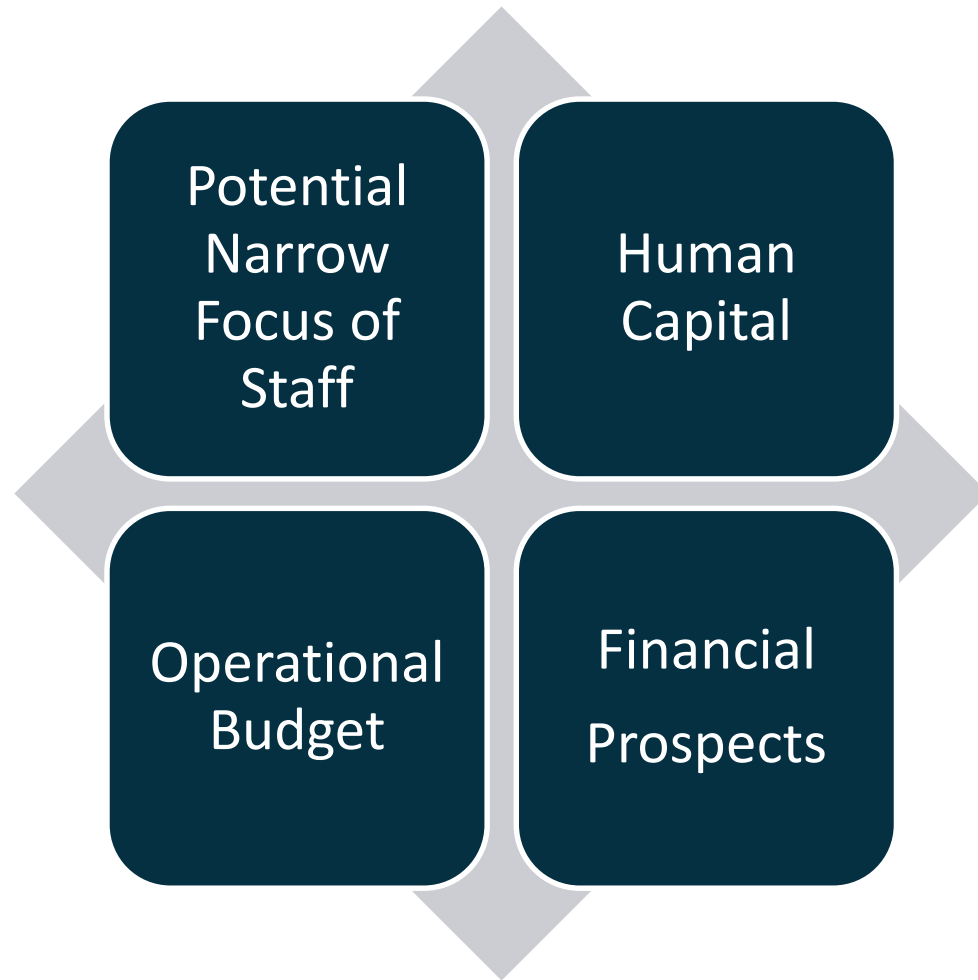 Potential
Narrow
Focus of
Staff
Human
Capital
Operational
Budget
Financial
Prospects